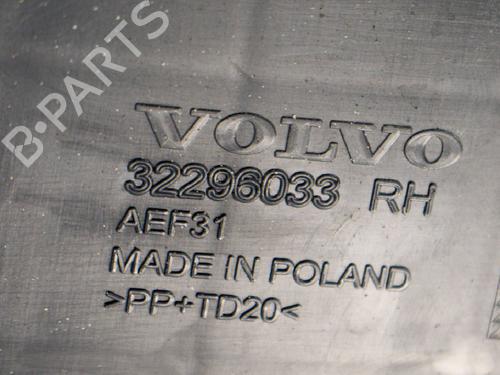 B-PARTS
VOLVO
32296033 RH
AEF31
MADE IN POLAND
>PP+TD20<